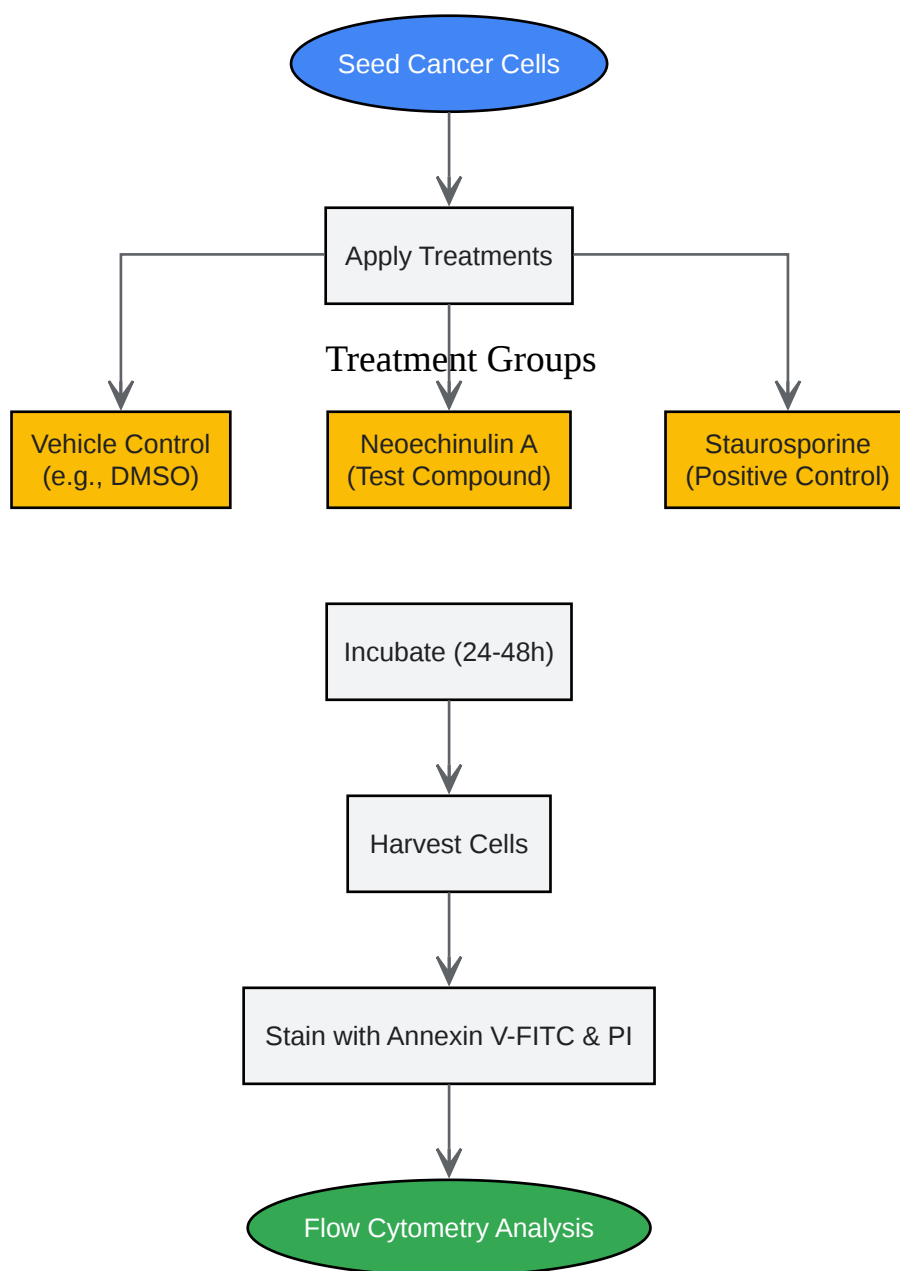 Seed Cancer Cells
Apply Treatments
Treatment Groups
Vehicle Control
(e.g., DMSO)
Neoechinulin A
(Test Compound)
Staurosporine
(Positive Control)
Incubate (24-48h)
Harvest Cells
Stain with Annexin V-FITC & PI
Flow Cytometry Analysis